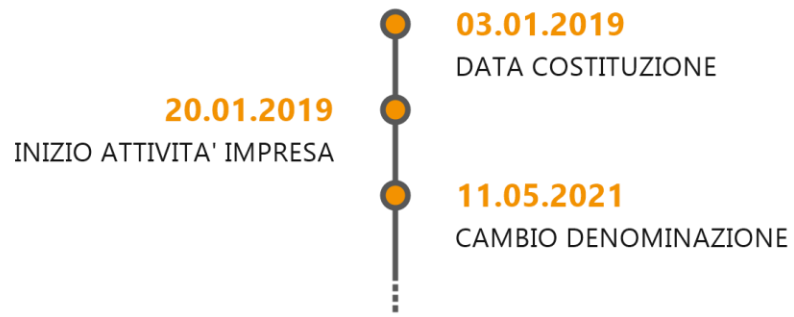 03.01.2019
DATA COSTITUZIONE
20.01.2019
INIZIO ATTIVITA' IMPRESA
11.05.2021
CAMBIO DENOMINAZIONE